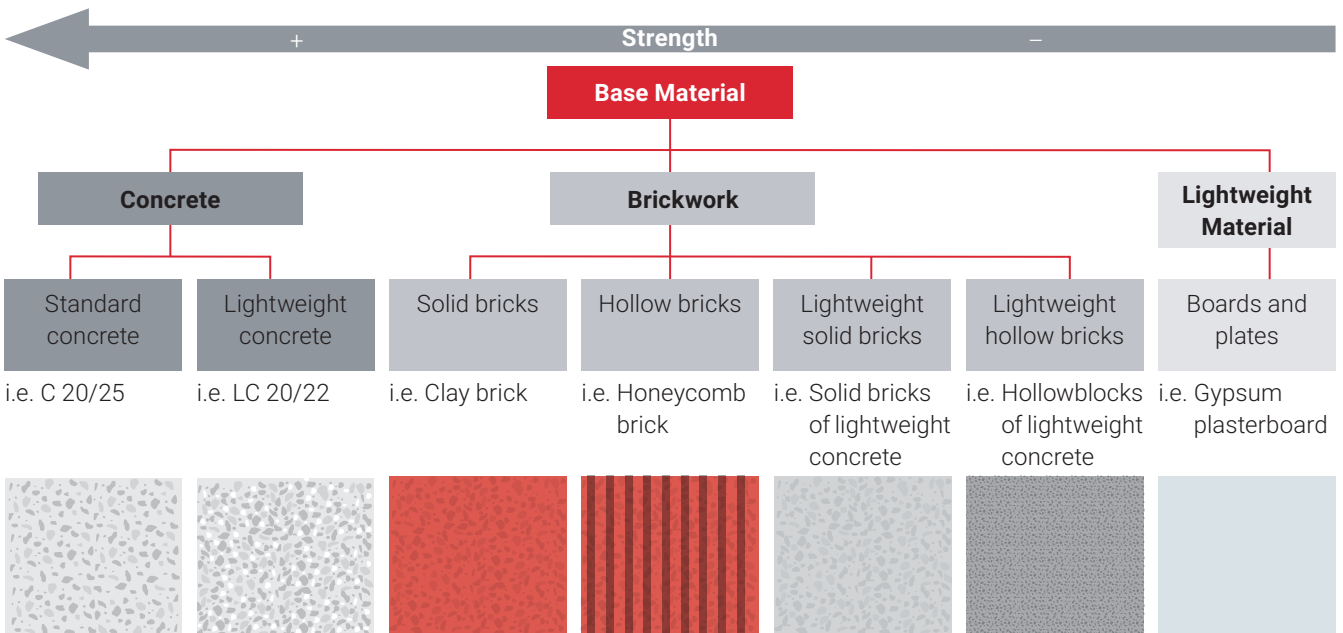 + Strength –
Base Material
Concrete
Brickwork
Lightweight
Material
Standard
concrete
Lightweight
concrete
Solid bricks
Hollow bricks
Lightweight
solid bricks
Lightweight
hollow bricks
Boards and
plates
i.e. C 20/25
i.e. LC 20/22
i.e. Clay brick
i.e. Honeycomb
brick
i.e. Solid bricks
of lightweight
concrete
i.e. Hollowblocks
of lightweight
concrete
i.e. Gypsum
plasterboard